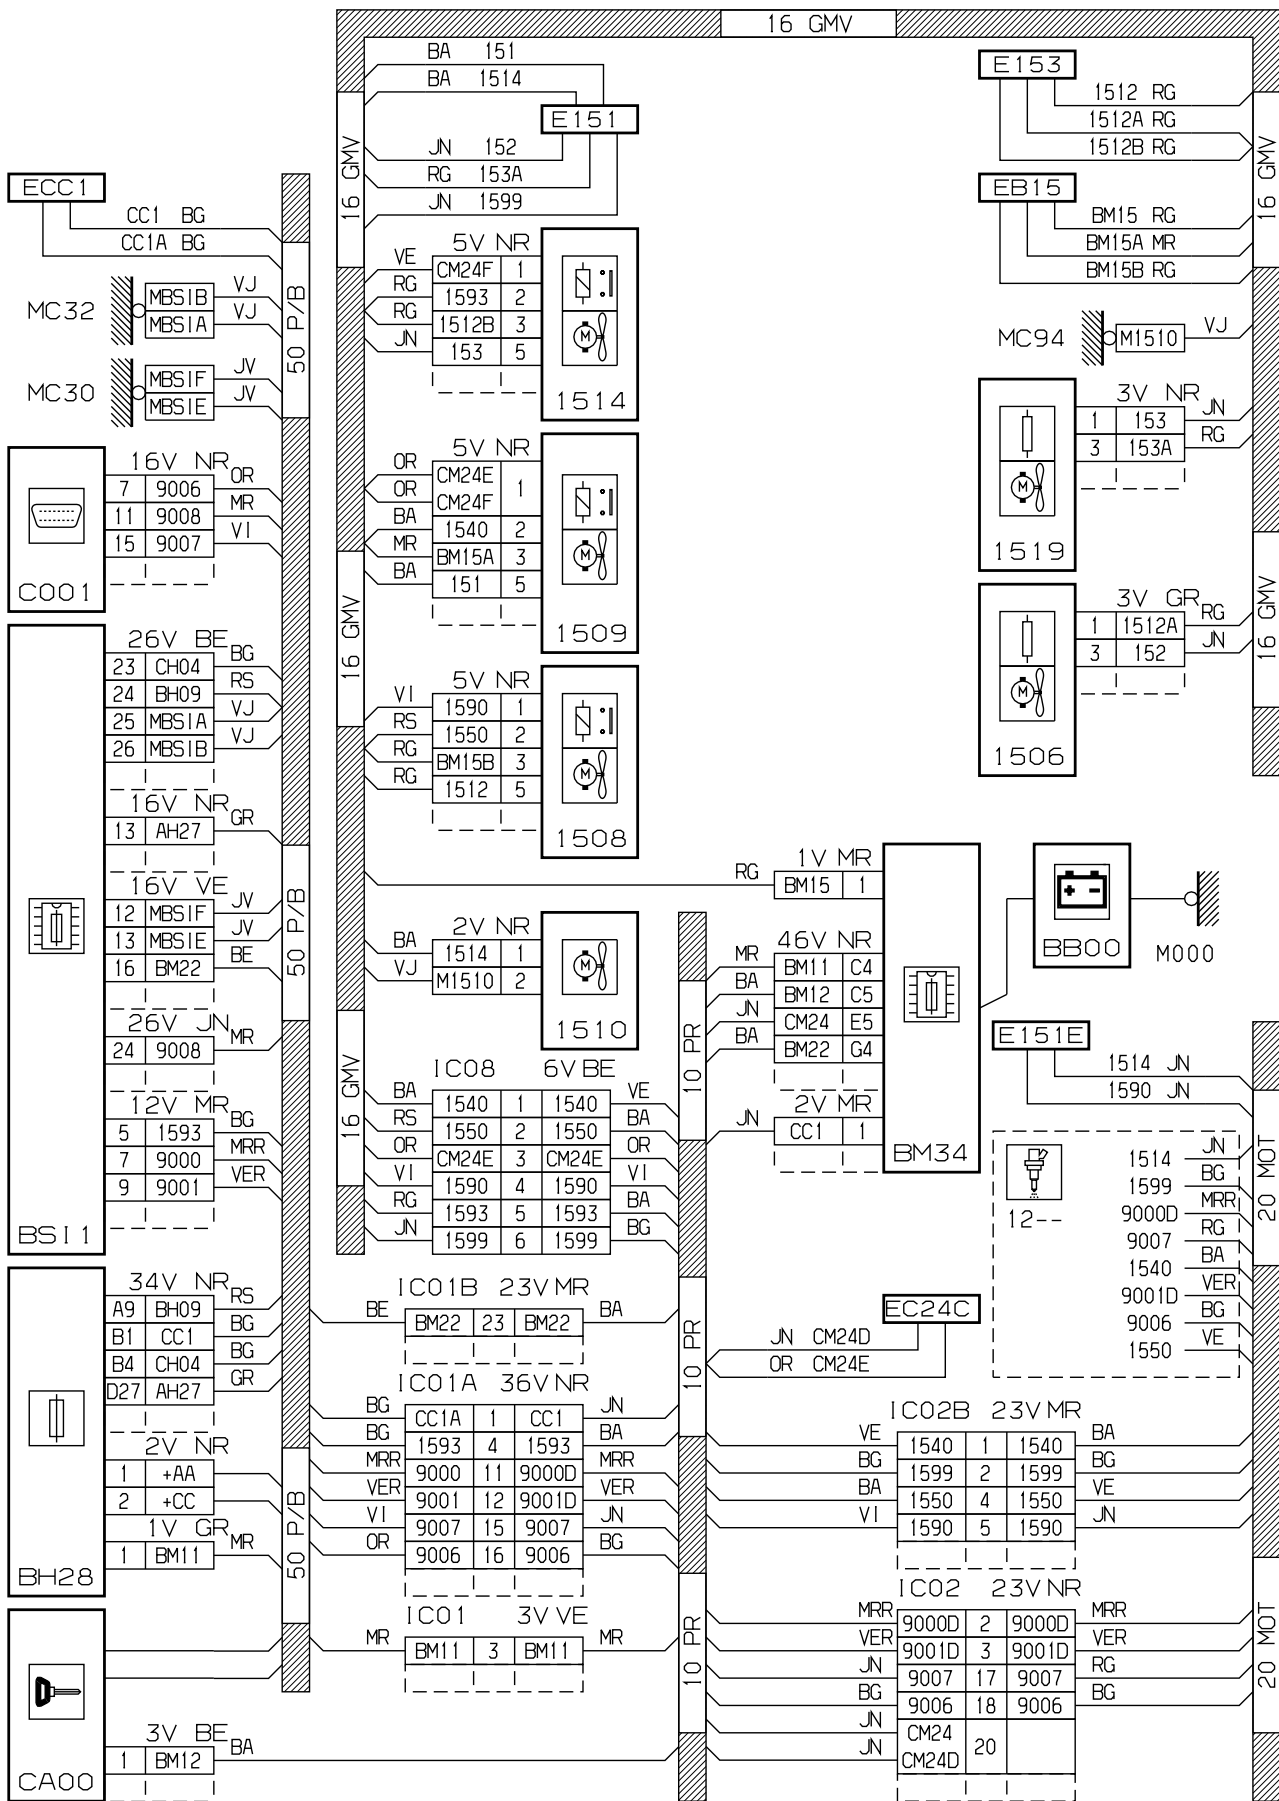 16 GMV
BA 151
BA 1514
E151
JN 152
RG 153A
JN 1599
16 GMV
E153
1512 RG
1512A RG
1512B RG
EB15
BM15 RG
BM15A MR
BM15B RG
16 GMV
MC94 M1510 VJ
ECC1
CC1 BG
CC1A BG
MC32
MBSIB VJ
MBSIA VJ
MC30
MBSIF JV
MBSIE JV
50 P/B
5V NR
VE CM24F 1
RG 1593 2
RG 1512B 3
JN 153 5
1514
3V NR
1 153 JN
3 153A RG
1519
C001
16V NR
7 9006 OR
11 9008 MR
15 9007 VI
5V NR
OR CM24E 1
OR CM24F
BA 1540 2
MR BM15A 3
BA 151 5
1509
16 GMV
3V GR
1 1512A RG
3 152 JN
1506
16 GMV
BSI1
26V BE
23 CH04 BG
24 BH09 RS
25 MBSIA VJ
26 MBSIB VJ
16V NR
13 AH27 GR
16V VE
12 MBSIF JV
13 MBSIE JV
16 BM22 BE
26V JN
24 9008 MR
12V MR
5 1593 BG
7 9000 MRR
9 9001 VER
50 P/B
5V NR
VI 1590 1
RS 1550 2
RG BM15B 3
RG 1512 5
1508
2V NR
BA 1514 1
VJ M1510 2
1510
1V MR
RG BM15 1
46V NR
MR BM11 C4
BA BM12 C5
JN CM24 E5
BA BM22 G4
2V MR
JN CC1 1
BM34
BB00
M000
10 PR
16 GMV
IC08 6V BE
BA 1540 1 1540 VE
RS 1550 2 1550 BA
OR CM24E 3 CM24E OR
VI 1590 4 1590 VI
RG 1593 5 1593 BA
JN 1599 6 1599 BG
E151E
1514 JN
1590 JN
12--
1514 JN
1599 BG
9000D MRR
9007 RG
1540 BA
9001D VER
9006 BG
1550 VE
20 MOT
BH28
34V NR
A9 BH09 RS
B1 CC1 BG
B4 CH04 BG
D27 AH27 GR
2V NR
1 +AA
2 +CC
1V GR
1 BM11 MR
50 P/B
IC01B 23V MR
BE BM22 23 BM22 BA
IC01A 36V NR
BG CC1A 1 CC1 JN
BG 1593 4 1593 BA
MRR 9000 11 9000D MRR
VER 9001 12 9001D VER
VI 9007 15 9007 JN
OR 9006 16 9006 BG
IC01 3V VE
MR BM11 3 BM11 MR
10 PR
EC24C
JN CM24D
OR CM24E
IC02B 23V MR
VE 1540 1 1540 BA
BG 1599 2 1599 BG
BA 1550 4 1550 VE
VI 1590 5 1590 JN
IC02 23V NR
MRR 9000D 2 9000D MRR
VER 9001D 3 9001D VER
JN 9007 17 9007 RG
BG 9006 18 9006 BG
JN CM24 20
JN CM24D
10 PR
20 MOT
CA00
3V BE
1 BM12 BA